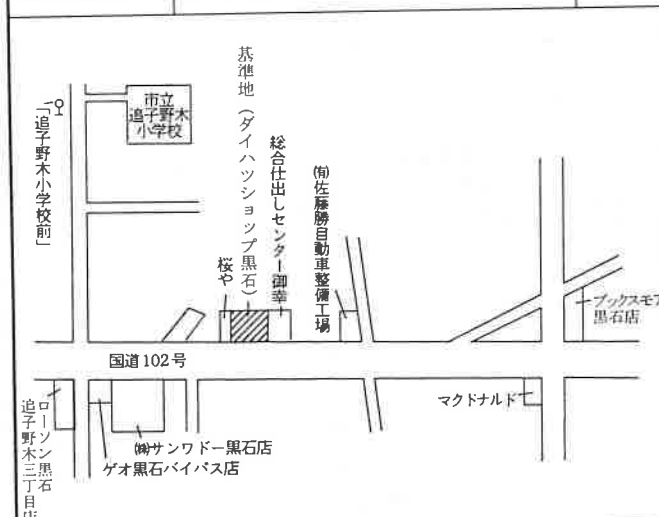 市立
追子野木
小学校
「追子野木小学校前」
基準地（ダイハツショップ黒石）
総合仕出しセンター御幸
㈲佐藤勝自動車整備工場
桜や
ブックスモア
黒石店
国道102号
マクドナルド
ローソン黒石
追子野木三丁目店
㈱サンワドー黒石店
ゲオ黒石バイパス店